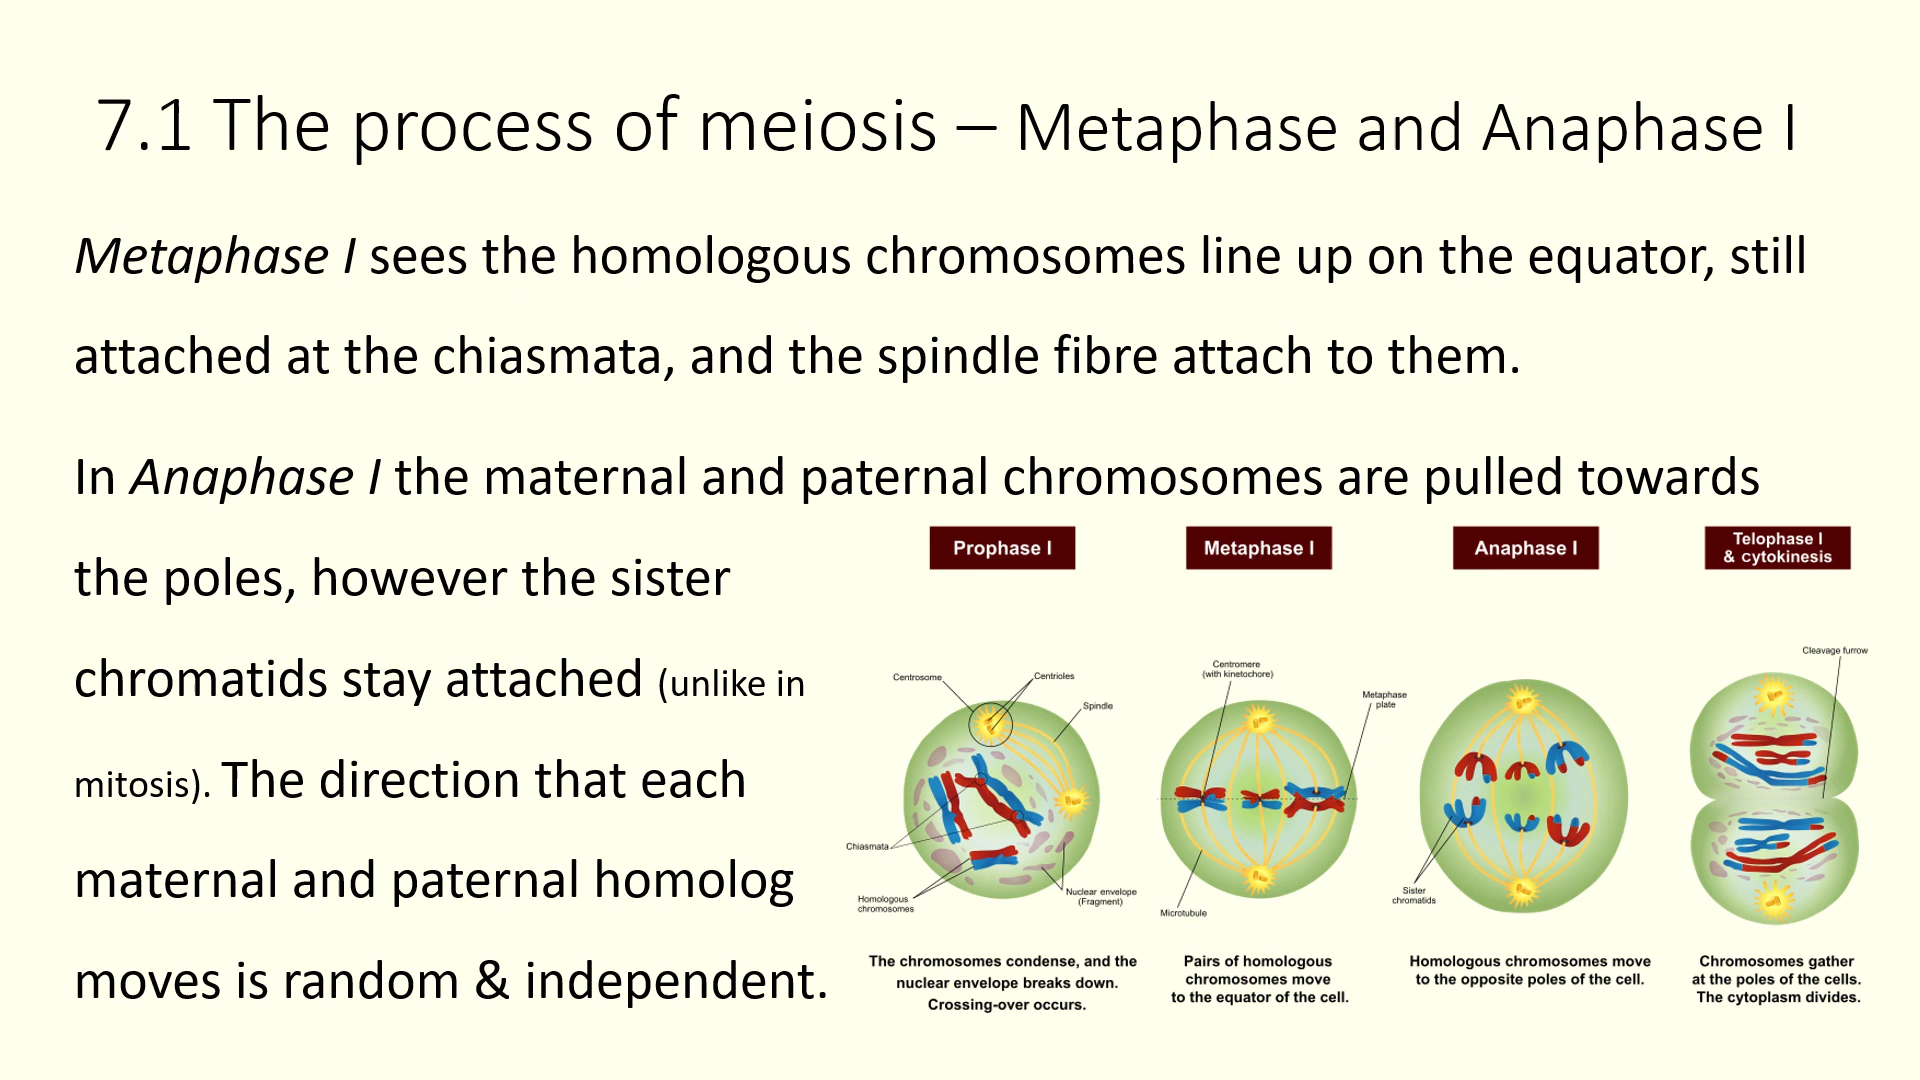 7.1 The process of meiosis – Metaphase and Anaphase I
Metaphase I sees the homologous chromosomes line up on the equator, still
attached at the chiasmata, and the spindle fibre attach to them.
In Anaphase I the maternal and paternal chromosomes are pulled towards
the poles, however the sister
chromatids stay attached (unlike in
mitosis). The direction that each
maternal and paternal homolog
moves is random & independent.
Prophase I
Centrosome
Centrioles
Spindle
Chiasmata
Homologous
chromosomes
Nuclear envelope
(Fragment)
The chromosomes condense, and the
nuclear envelope breaks down.
Crossing-over occurs.
Metaphase I
Centromere
(with kinetochore)
Metaphase
plate
Microtubule
Pairs of homologous
chromosomes move
to the equator of the cell.
Anaphase I
Sister
chromatids
Homologous chromosomes move
to the opposite poles of the cell.
Telophase I
& cytokinesis
Cleavage furrow
Chromosomes gather
at the poles of the cells.
The cytoplasm divides.